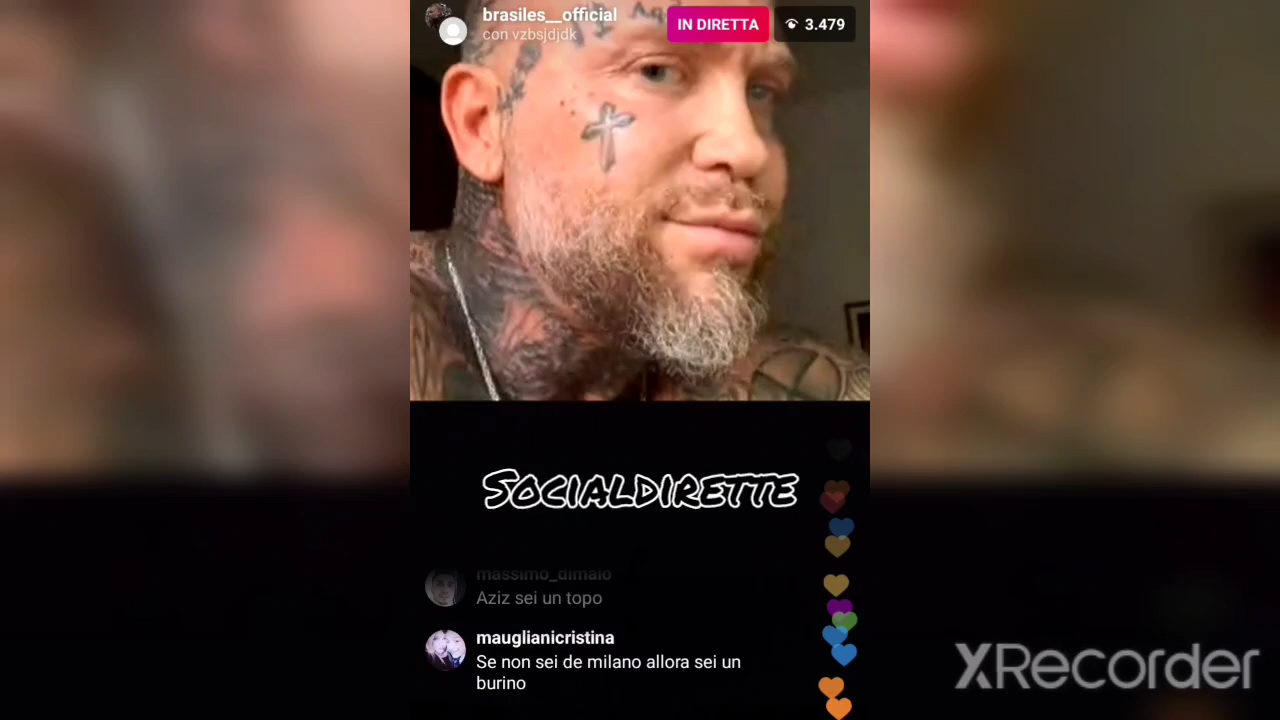 brasiles__official
con vzbsjdjdk
IN DIRETTA
3.479
SOCIALDIRETTE
massimo_dimaio
Aziz sei un topo
mauglianicristina
Se non sei de milano allora sei un
burino
XRecorder